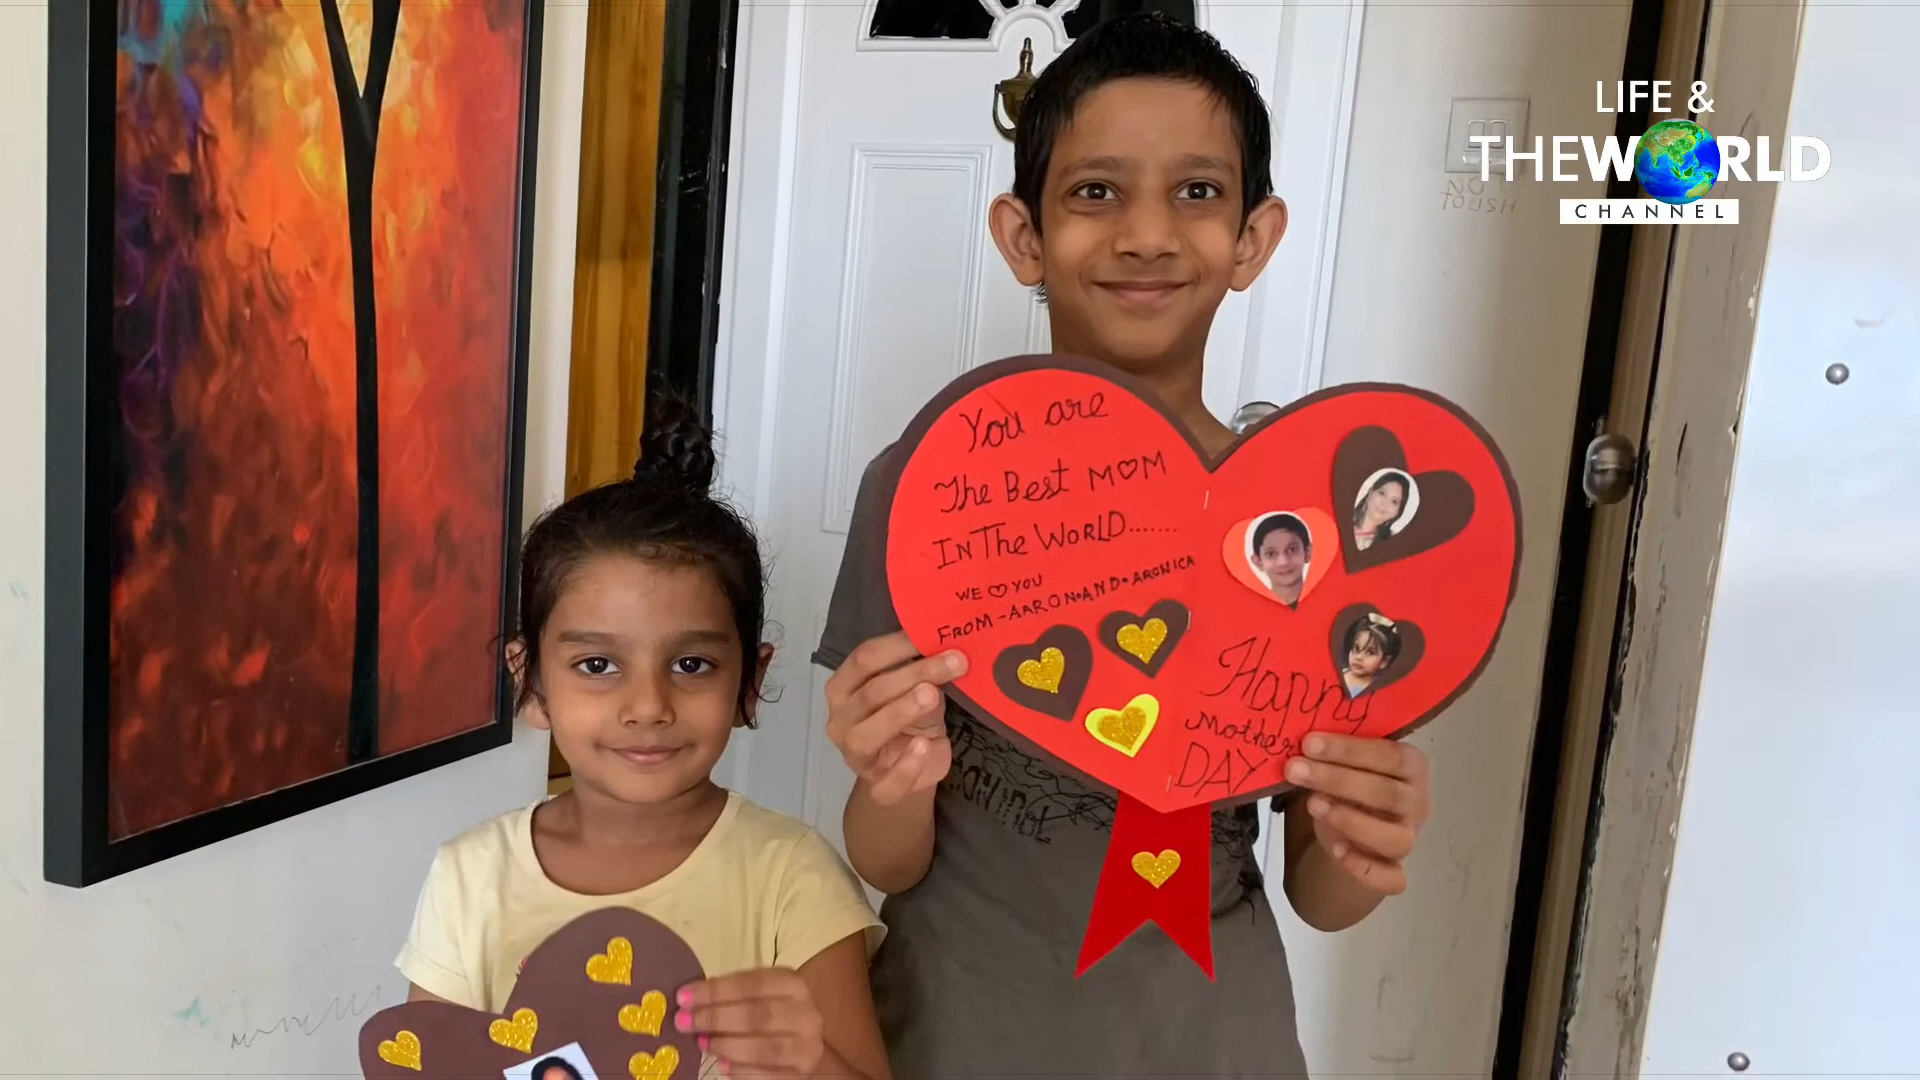 LIFE &
THEWORLD
CHANNEL
NO
TOUSH
You are
The Best MOM
IN The WORLD.......
WE ♡ YOU
FROM - AARON•AND•ARONICA
Happy
Mother
DAY